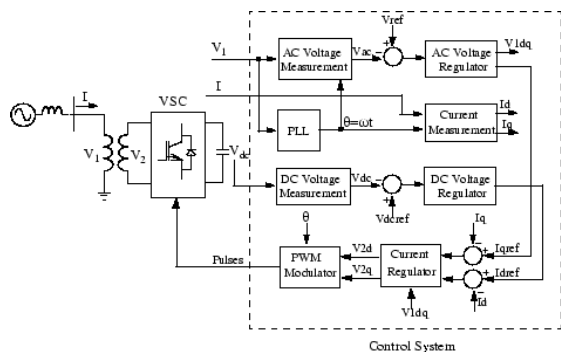 Vref
V1
AC Voltage
Measurement
Vac
AC Voltage
Regulator
V1dq
I
VSC
I
PLL
θ=ωt
Current
Measurement
Id
Iq
V1
V2
Vdc
DC Voltage
Measurement
Vdc
DC Voltage
Regulator
Vdcref
θ
Iq
Pulses
PWM
Modulator
V2d
V2q
Current
Regulator
Iqref
Idref
Id
V1dq
Control System